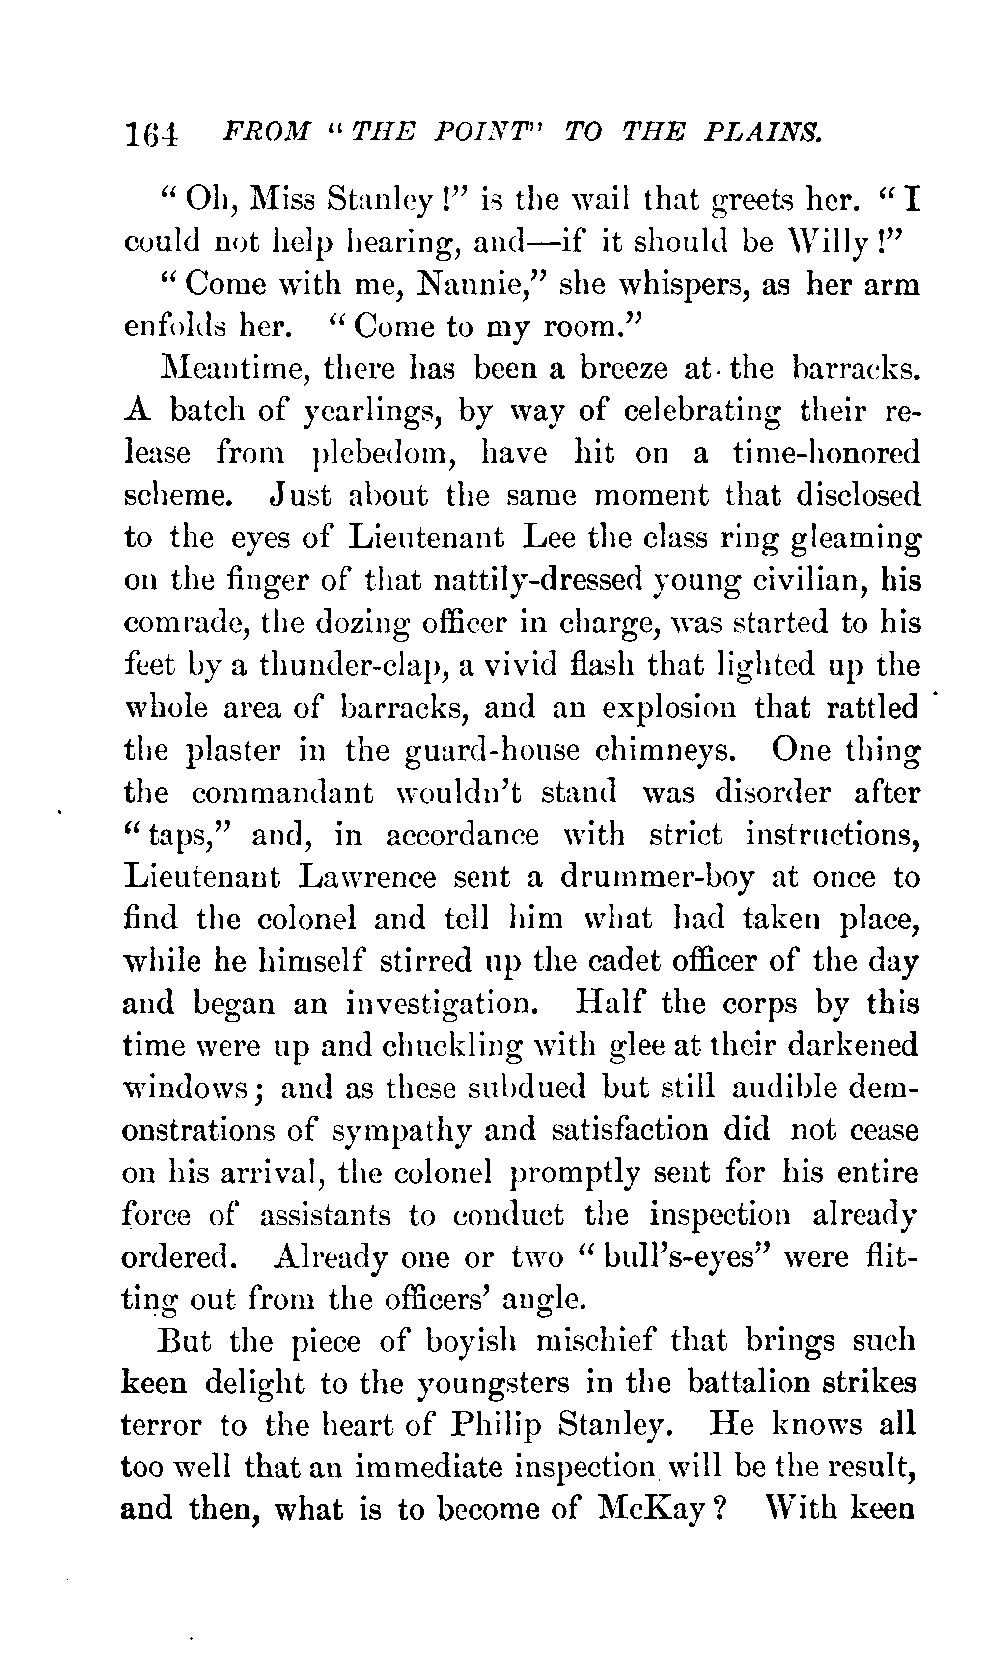 164 FROM "THE POINT" TO THE PLAINS.
"Oh, Miss Stanley!" is the wail that greets her. "I
could not help hearing, and—if it should be Willy!"
"Come with me, Nannie," she whispers, as her arm
enfolds her. "Come to my room."
Meantime, there has been a breeze at the barracks.
A batch of yearlings, by way of celebrating their re-
lease from plebedom, have hit on a time-honored
scheme. Just about the same moment that disclosed
to the eyes of Lieutenant Lee the class ring gleaming
on the finger of that nattily-dressed young civilian, his
comrade, the dozing officer in charge, was started to his
feet by a thunder-clap, a vivid flash that lighted up the
whole area of barracks, and an explosion that rattled
the plaster in the guard-house chimneys. One thing
the commandant wouldn't stand was disorder after
"taps," and, in accordance with strict instructions,
Lieutenant Lawrence sent a drummer-boy at once to
find the colonel and tell him what had taken place,
while he himself stirred up the cadet officer of the day
and began an investigation. Half the corps by this
time were up and chuckling with glee at their darkened
windows; and as these subdued but still audible dem-
onstrations of sympathy and satisfaction did not cease
on his arrival, the colonel promptly sent for his entire
force of assistants to conduct the inspection already
ordered. Already one or two "bull's-eyes" were flit-
ting out from the officers' angle.
But the piece of boyish mischief that brings such
keen delight to the youngsters in the battalion strikes
terror to the heart of Philip Stanley. He knows all
too well that an immediate inspection will be the result,
and then, what is to become of McKay? With keen